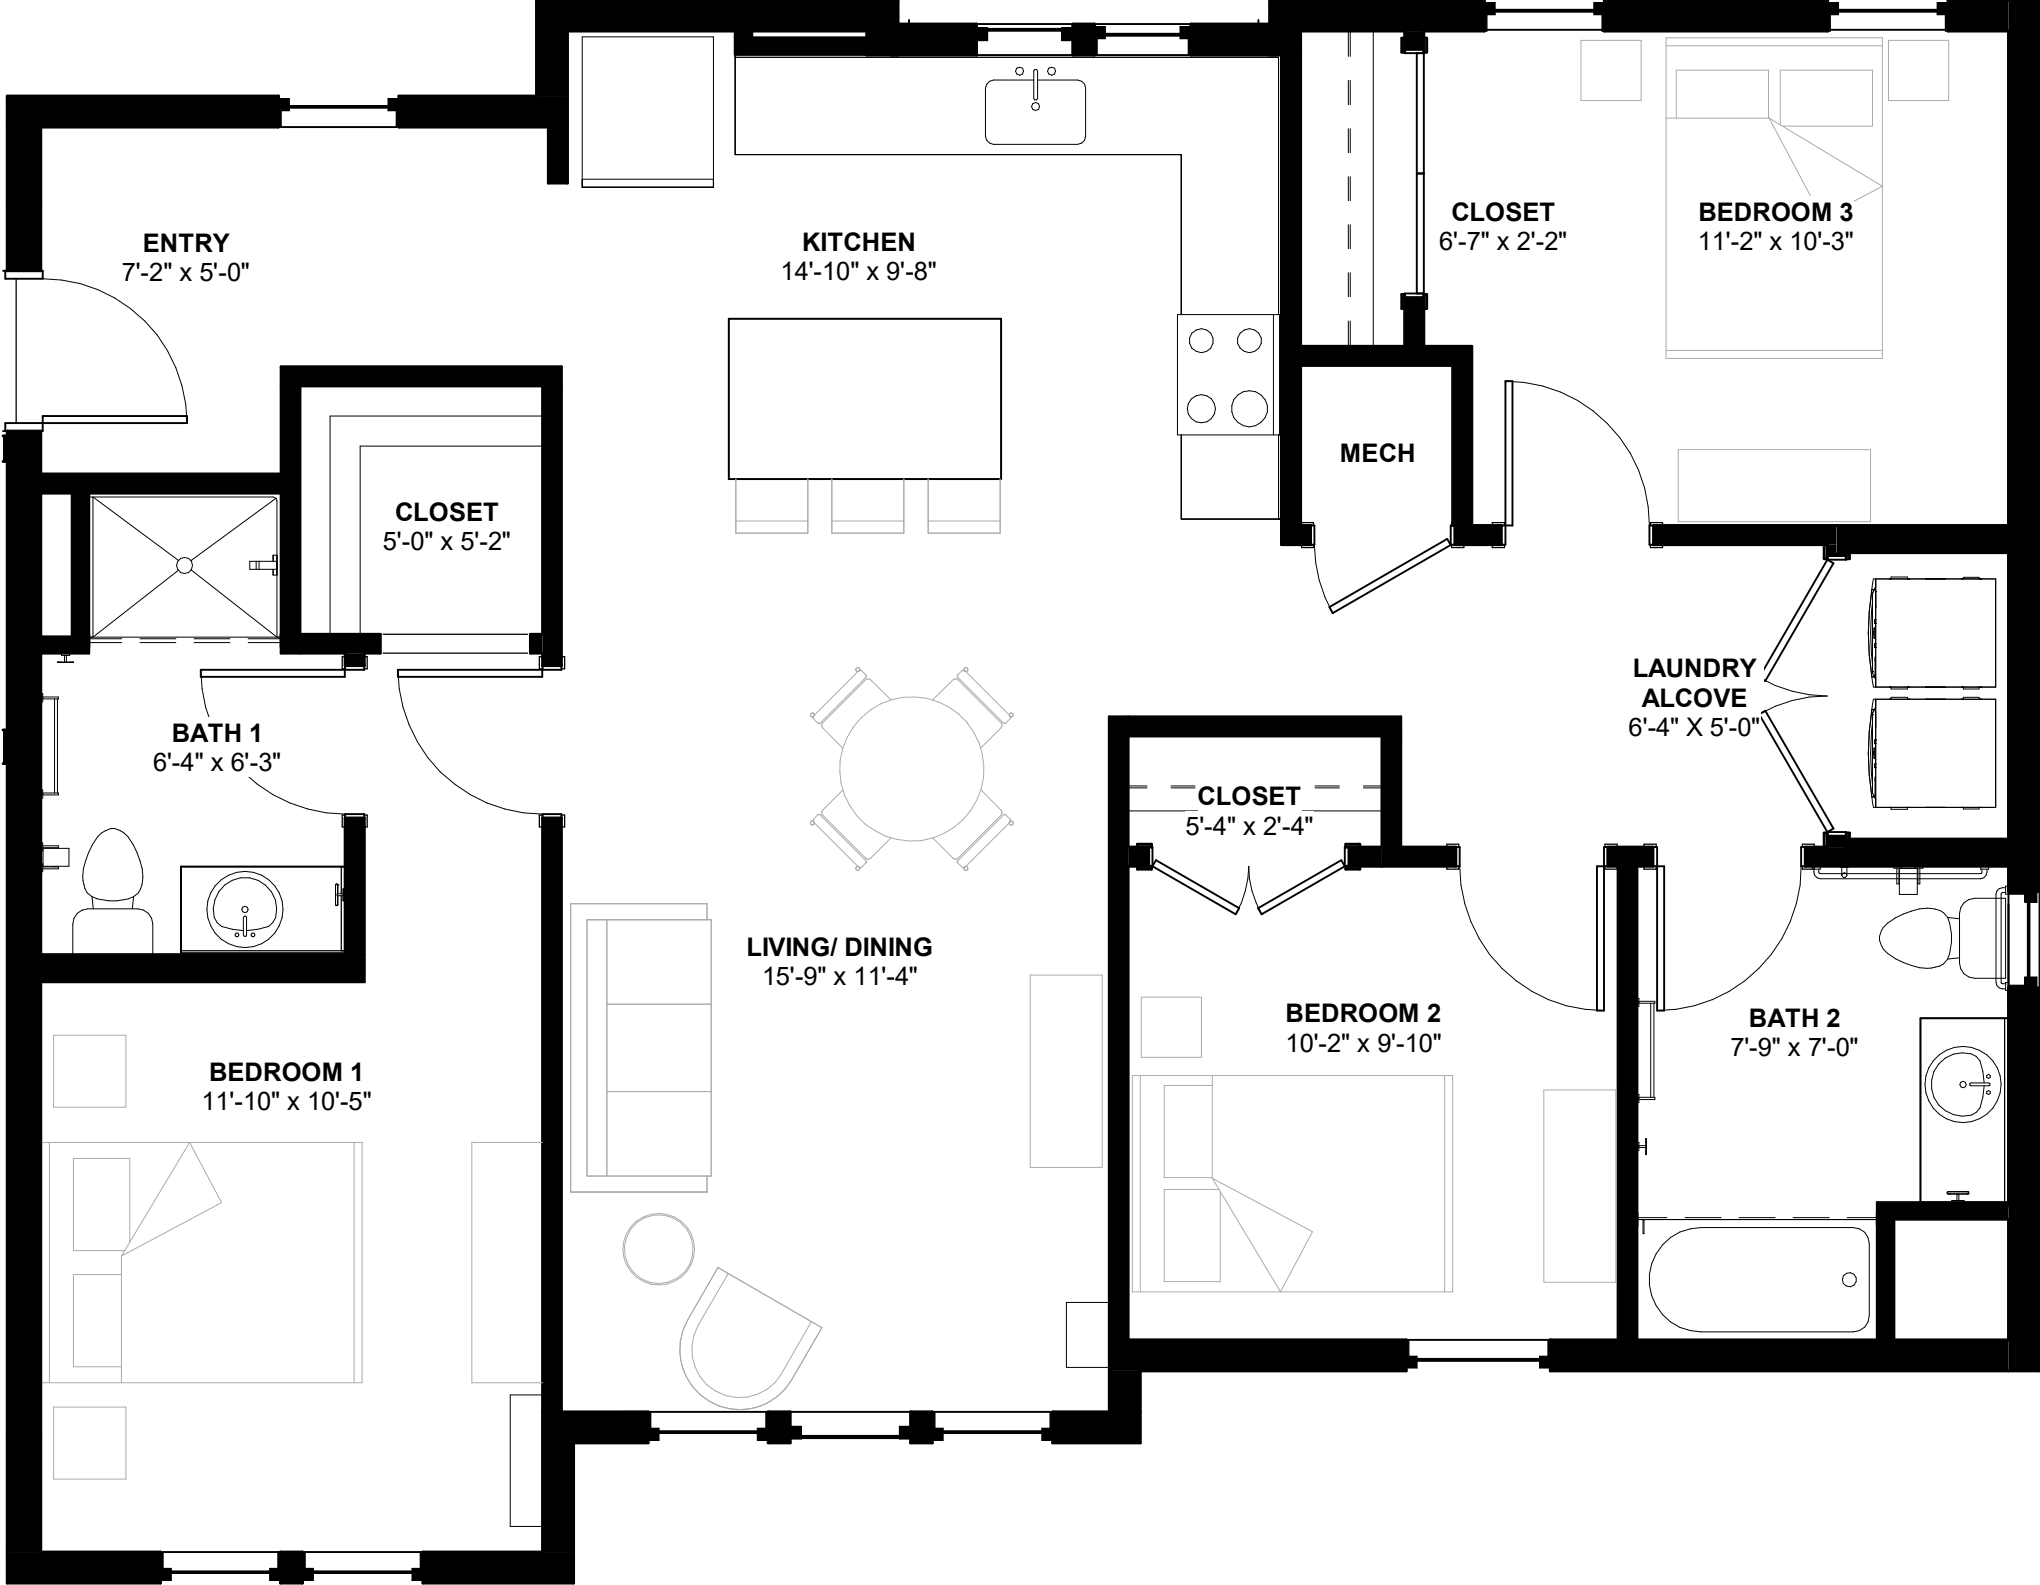 ENTRY
7'-2" x 5'-0"
KITCHEN
14'-10" x 9'-8"
CLOSET
6'-7" x 2'-2"
BEDROOM 3
11'-2" x 10'-3"
MECH
CLOSET
5'-0" x 5'-2"
LAUNDRY
ALCOVE
6'-4" X 5'-0"
BATH 1
6'-4" x 6'-3"
CLOSET
5'-4" x 2'-4"
LIVING/ DINING
15'-9" x 11'-4"
BEDROOM 2
10'-2" x 9'-10"
BATH 2
7'-9" x 7'-0"
BEDROOM 1
11'-10" x 10'-5"